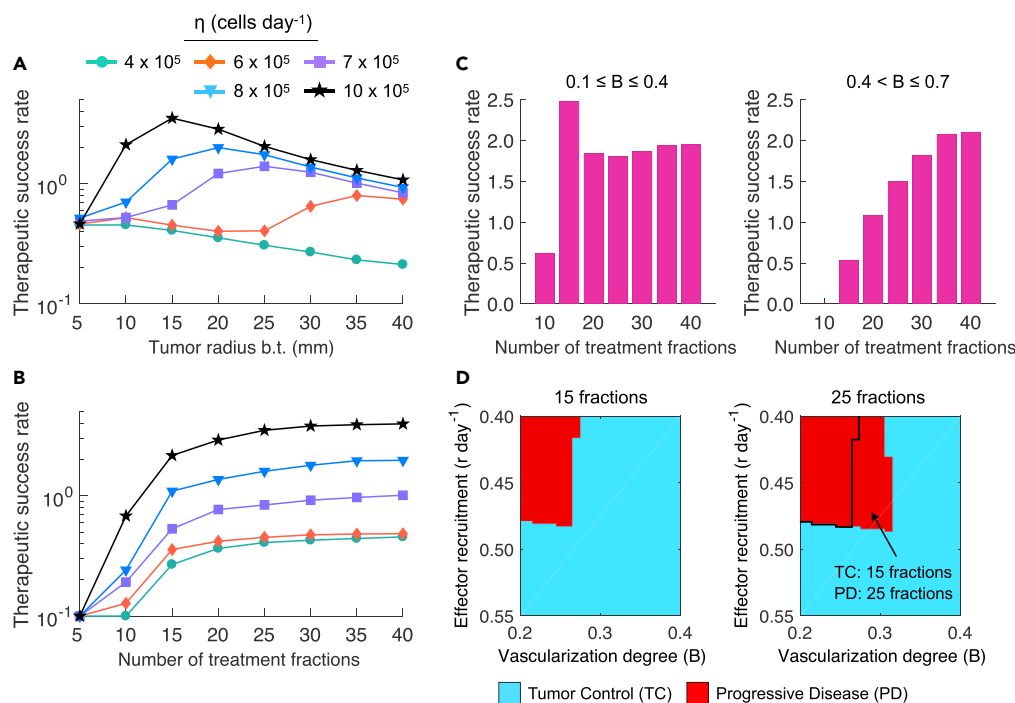 η (cells day⁻¹)
4 x 10⁵
6 x 10⁵
7 x 10⁵
8 x 10⁵
10 x 10⁵
A
Therapeutic success rate
10⁰
10⁻¹
5 10 15 20 25 30 35 40
Tumor radius b.t. (mm)
B
Therapeutic success rate
10⁰
10⁻¹
5 10 15 20 25 30 35 40
Number of treatment fractions
C
0.1 ≤ B ≤ 0.4
Therapeutic success rate
2.5
2.0
1.5
1.0
0.5
0.0
10 20 30 40
Number of treatment fractions
0.4 < B ≤ 0.7
Therapeutic success rate
2.5
2.0
1.5
1.0
0.5
0.0
10 20 30 40
Number of treatment fractions
D
15 fractions
Effector recruitment (r day⁻¹)
0.40
0.45
0.50
0.55
0.2 0.3 0.4
Vascularization degree (B)
25 fractions
Effector recruitment (r day⁻¹)
0.40
0.45
0.50
0.55
TC: 15 fractions
PD: 25 fractions
0.2 0.3 0.4
Vascularization degree (B)
Tumor Control (TC)
Progressive Disease (PD)